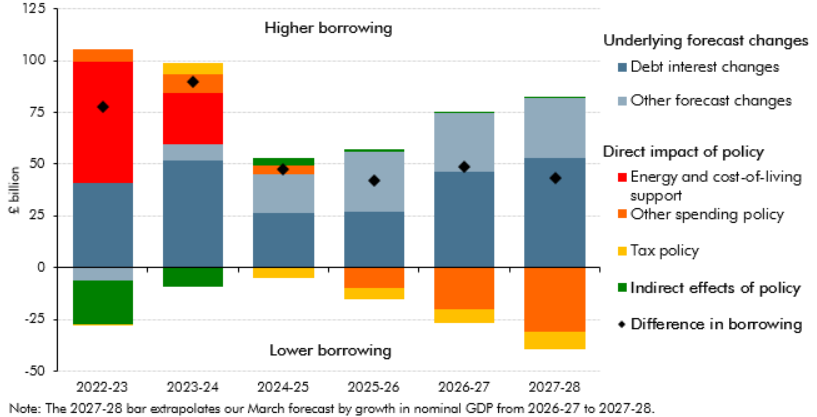 125
100
75
50
25
0
-25
-50
£ billion
Higher borrowing
Lower borrowing
2022-23
2023-24
2024-25
2025-26
2026-27
2027-28
Underlying forecast changes
Debt interest changes
Other forecast changes
Direct impact of policy
Energy and cost-of-living
support
Other spending policy
Tax policy
Indirect effects of policy
Difference in borrowing
Note: The 2027-28 bar extrapolates our March forecast by growth in nominal GDP from 2026-27 to 2027-28.